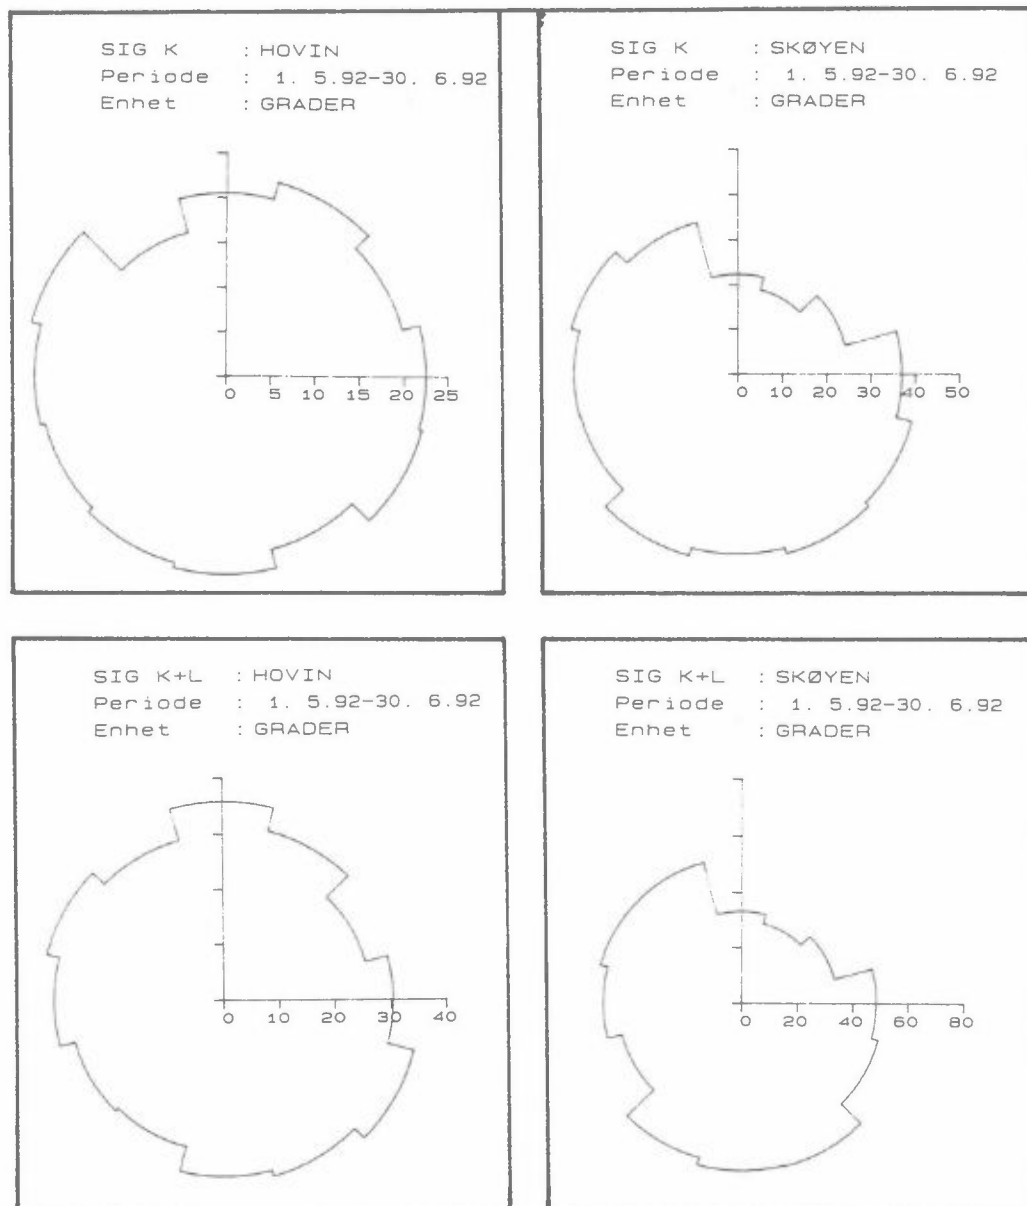 SIG K : HOVIN
Periode : 1. 5.92-30. 6.92
Enhet : GRADER
0 5 10 15 20 25
SIG K : SKØYEN
Periode : 1. 5.92-30. 6.92
Enhet : GRADER
0 10 20 30 40 50
SIG K+L : HOVIN
Periode : 1. 5.92-30. 6.92
Enhet : GRADER
0 10 20 30 40
SIG K+L : SKØYEN
Periode : 1. 5.92-30. 6.92
Enhet : GRADER
0 20 40 60 80